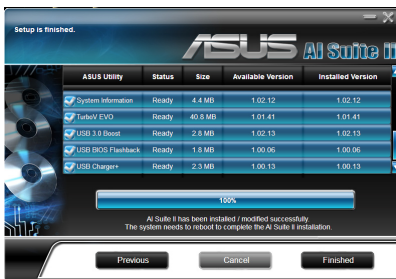 Setup is finished.
ASUS AI Suite II
ASUS Utility Status Size Available Version Installed Version
System Information Ready 4.4 MB 1.02.12 1.02.12
TurboV EVO Ready 40.8 MB 1.01.41 1.01.41
USB 3.0 Boost Ready 2.8 MB 1.02.13 1.02.13
USB BIOS Flashback Ready 1.8 MB 1.00.06 1.00.06
USB Charger+ Ready 2.3 MB 1.00.13 1.00.13
100%
AI Suite II has been installed / modified successfully.
The system needs to reboot to complete the AI Suite II installation.
Previous Cancel Finished